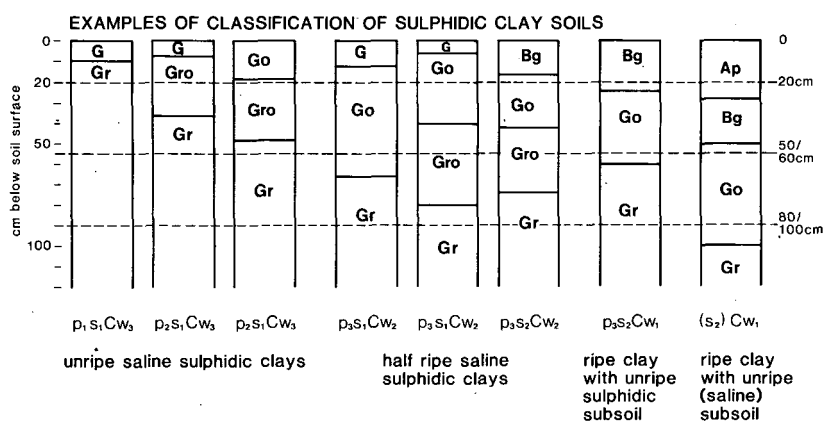 EXAMPLES OF CLASSIFICATION OF SULPHIDIC CLAY SOILS
cm below soil surface
0
20
50
100
G
Gr
G
Gro
Gr
Go
Gro
Gr
G
Go
Gr
G
Go
Gro
Gr
Bg
Go
Gro
Gr
Bg
Go
Gr
Ap
Bg
Go
Gr
0
20cm
50/
60cm
80/
100cm
p₁s₁Cw₃ p₂s₁Cw₃ p₂s₁Cw₃ p₃s₁Cw₂ p₃s₁Cw₂ p₃s₂Cw₂ p₃s₂Cw₁ (s₂) Cw₁
unripe saline sulphidic clays
half ripe saline
sulphidic clays
ripe clay
with unripe
sulphidic
subsoil
ripe clay
with unripe
(saline)
subsoil